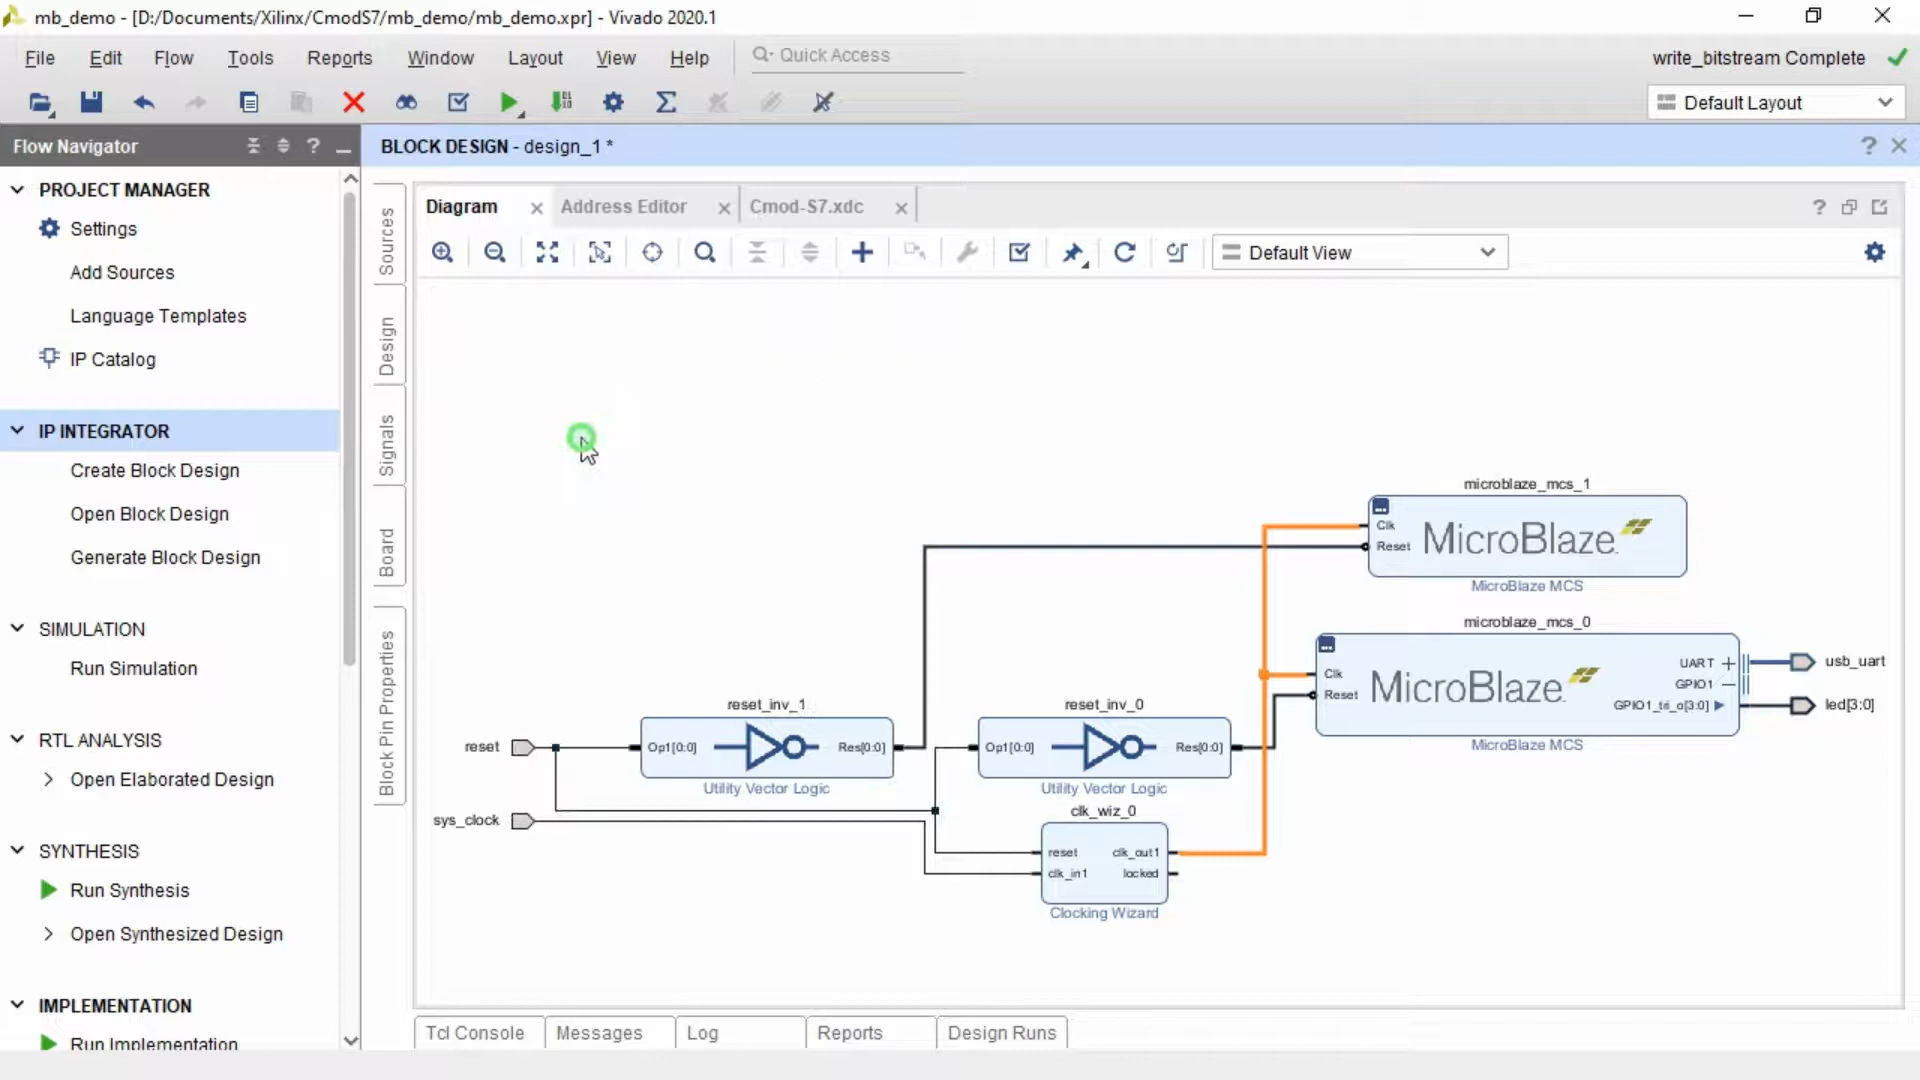 mb_demo - [D:/Documents/Xilinx/CmodS7/mb_demo/mb_demo.xpr] - Vivado 2020.1
File Edit Flow Tools Reports Window Layout View Help Quick Access write_bitstream Complete
Default Layout
Flow Navigator
BLOCK DESIGN - design_1 *
PROJECT MANAGER
Settings
Add Sources
Language Templates
IP Catalog
IP INTEGRATOR
Create Block Design
Open Block Design
Generate Block Design
SIMULATION
Run Simulation
RTL ANALYSIS
Open Elaborated Design
SYNTHESIS
Run Synthesis
Open Synthesized Design
IMPLEMENTATION
Run Implementation
Sources
Design
Signals
Board
Block Pin Properties
Diagram Address Editor Cmod-S7.xdc
Default View
microblaze_mcs_1
Clk
Reset
MicroBlaze
MicroBlaze MCS
microblaze_mcs_0
Clk
Reset
MicroBlaze
UART
GPIO1
GPIO1_tri_o[3:0]
MicroBlaze MCS
usb_uart
led[3:0]
reset_inv_1
reset
Op1[0:0] Res[0:0]
Utility Vector Logic
reset_inv_0
Op1[0:0] Res[0:0]
Utility Vector Logic
sys_clock
clk_wiz_0
reset clk_out1
clk_in1 locked
Clocking Wizard
Tcl Console Messages Log Reports Design Runs